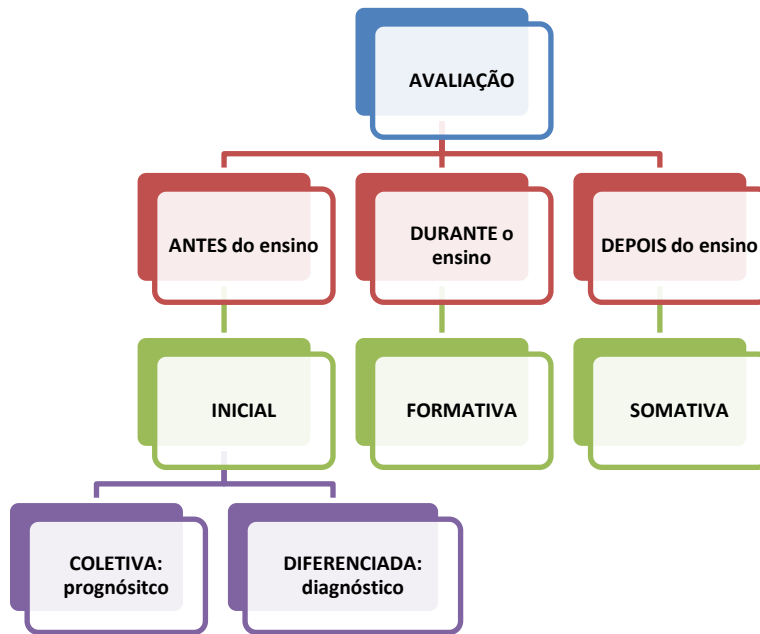 AVALIAÇÃO
ANTES do ensino
DURANTE o
ensino
DEPOIS do ensino
INICIAL
FORMATIVA
SOMATIVA
COLETIVA:
prognósitco
DIFERENCIADA:
diagnóstico